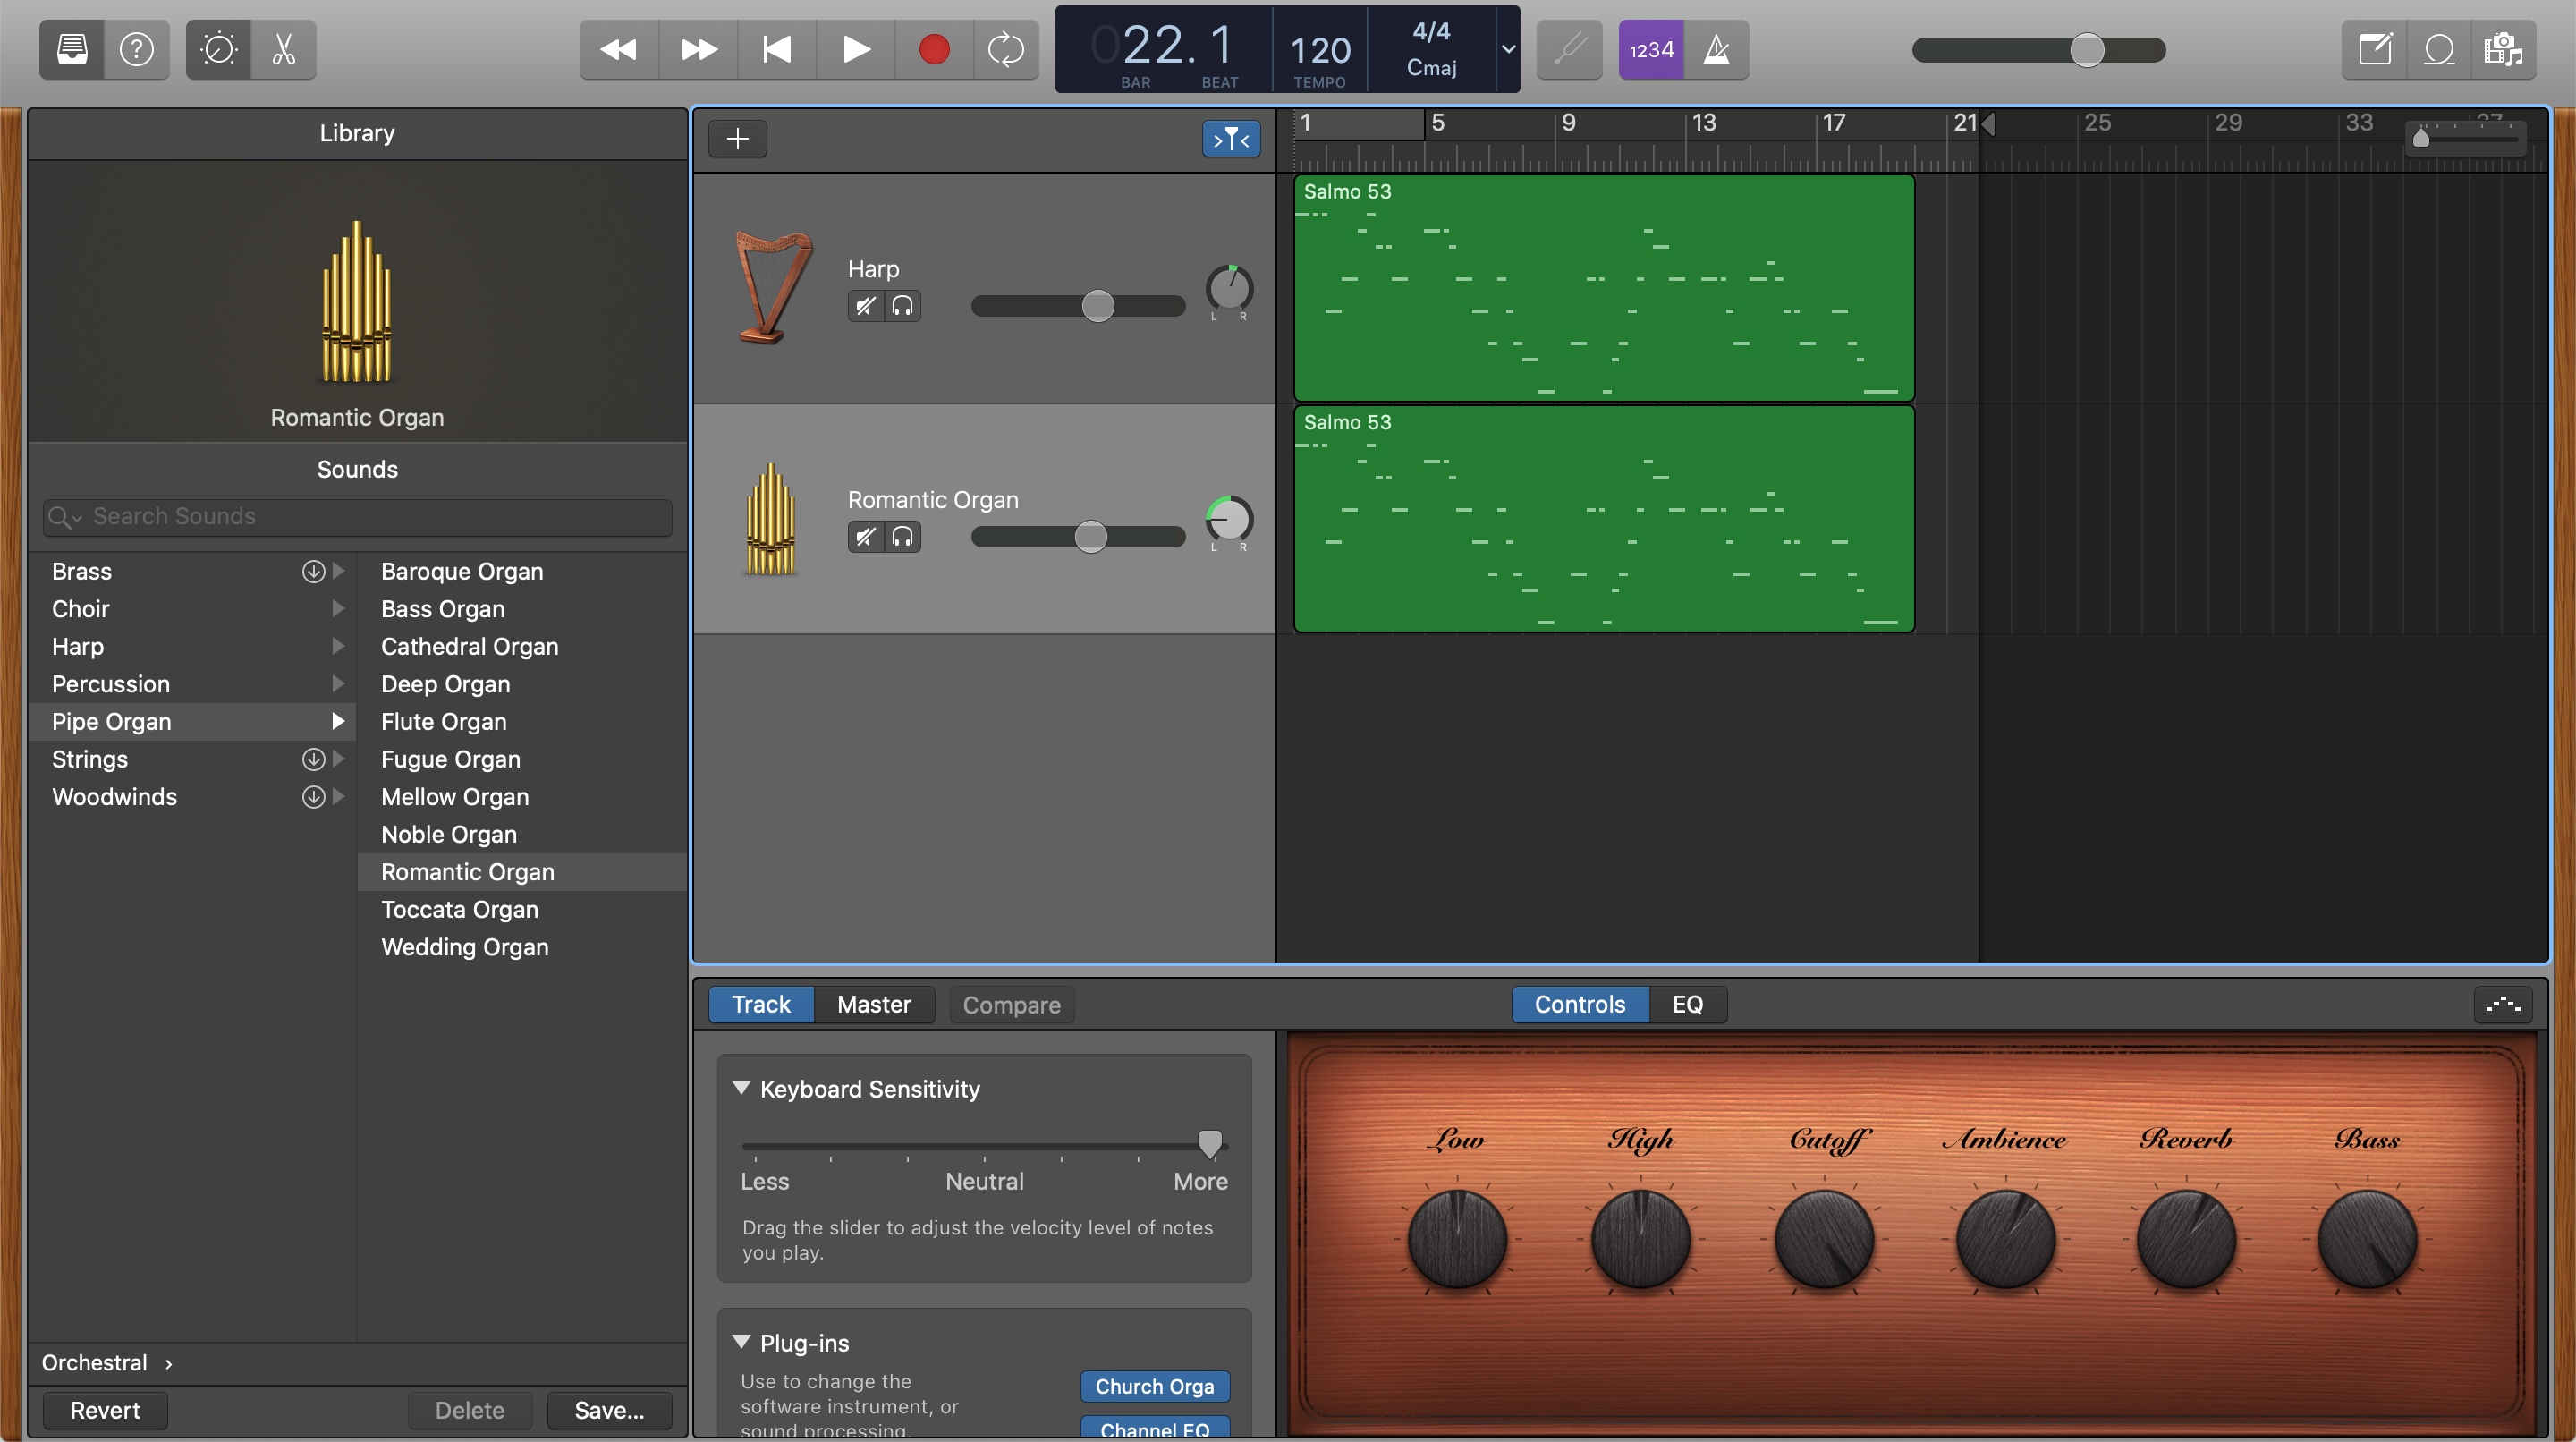 022. 1
BAR
BEAT
120
TEMPO
4/4
Cmaj
1234
Library
Romantic Organ
Sounds
Search Sounds
Brass
Choir
Harp
Percussion
Pipe Organ
Strings
Woodwinds
Baroque Organ
Bass Organ
Cathedral Organ
Deep Organ
Flute Organ
Fugue Organ
Mellow Organ
Noble Organ
Romantic Organ
Toccata Organ
Wedding Organ
Orchestral ›
Revert
Delete
Save...
1 5 9 13 17 21 25 29 33 37
Harp
L R
Salmo 53
Romantic Organ
L R
Salmo 53
Track
Master
Compare
Controls
EQ
Keyboard Sensitivity
Less
Neutral
More
Drag the slider to adjust the velocity level of notes
you play.
Plug-ins
Use to change the
software instrument, or
sound processing.
Church Orga
Channel EQ
Low
High
Cutoff
Ambience
Reverb
Bass